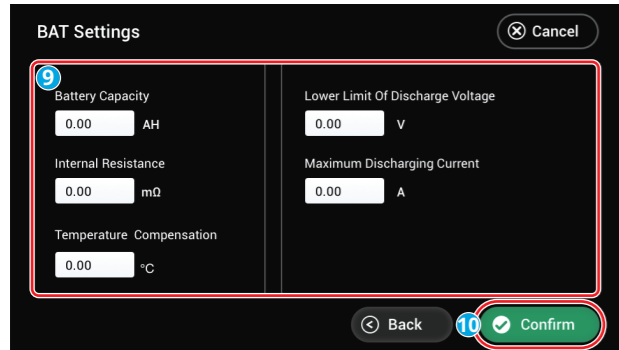 BAT Settings
Cancel
9
Battery Capacity
0.00 AH
Internal Resistance
0.00 mΩ
Temperature Compensation
0.00 °C
Lower Limit Of Discharge Voltage
0.00 V
Maximum Discharging Current
0.00 A
Back
10
Confirm